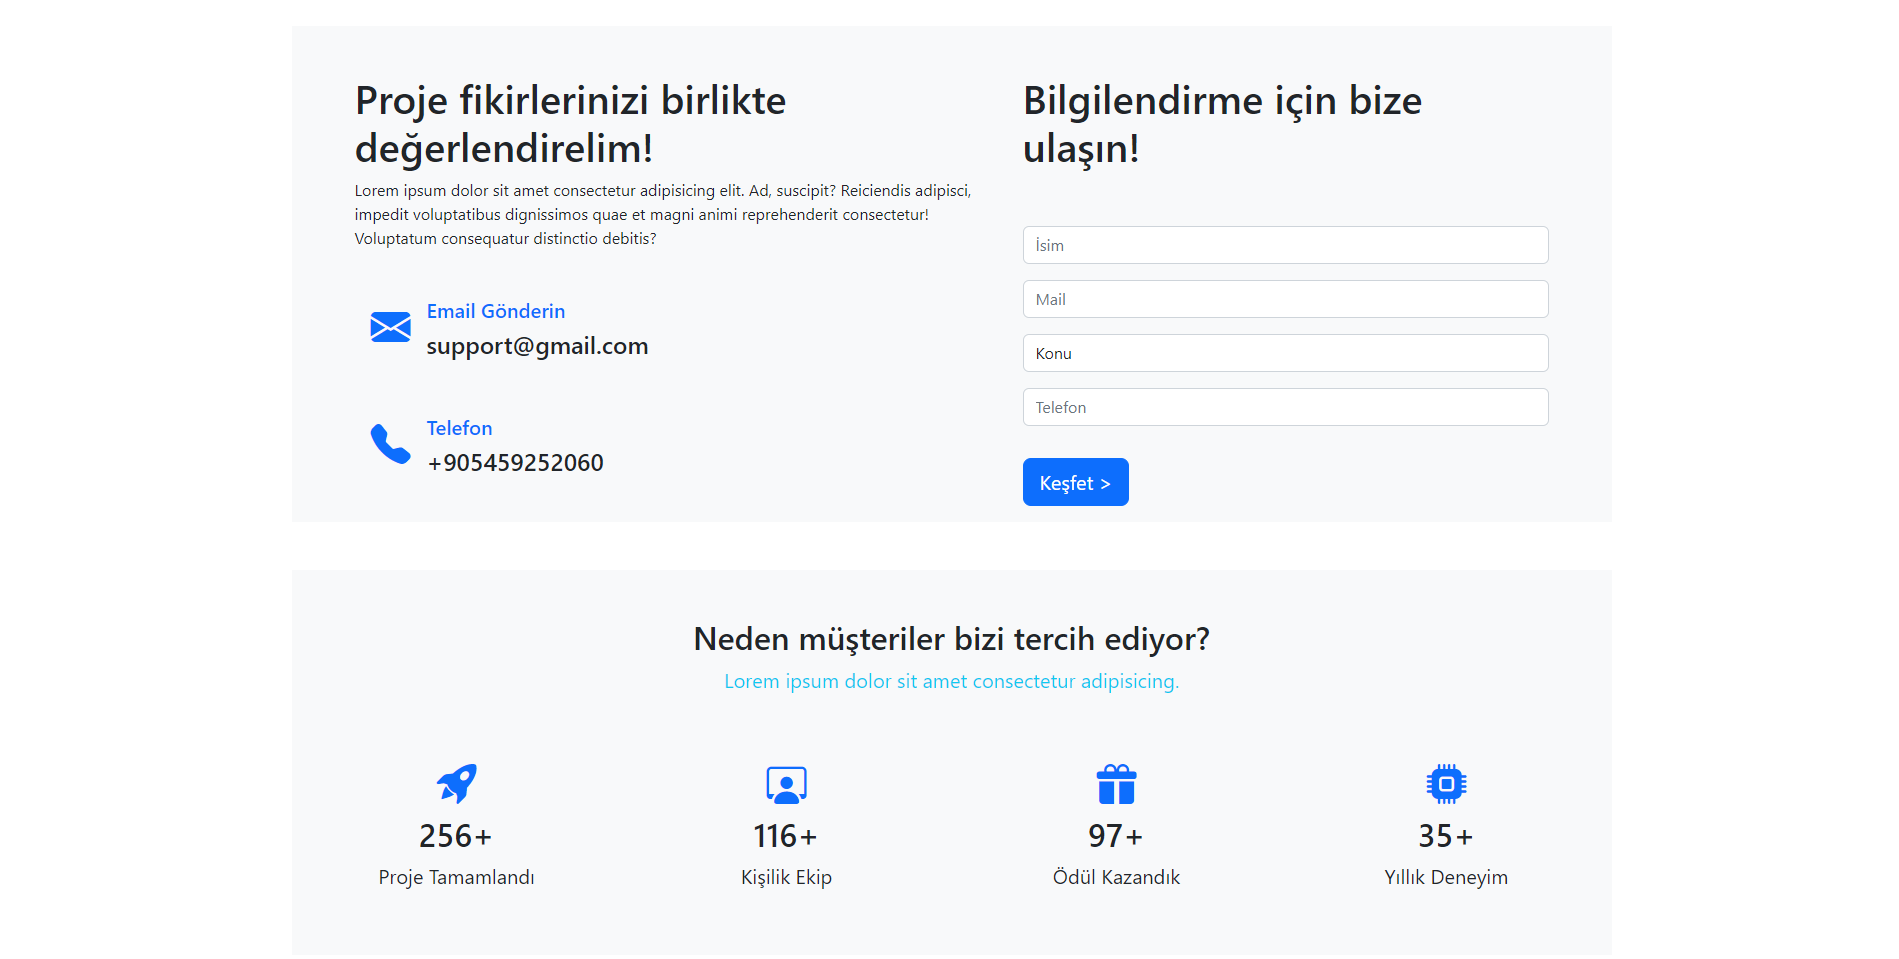 Proje fikirlerinizi birlikte
değerlendirelim!
Lorem ipsum dolor sit amet consectetur adipisicing elit. Ad, suscipit? Reiciendis adipisci,
impedit voluptatibus dignissimos quae et magni animi reprehenderit consectetur!
Voluptatum consequatur distinctio debitis?
Email Gönderin
support@gmail.com
Telefon
+905459252060
Bilgilendirme için bize
ulaşın!
İsim
Mail
Konu
Telefon
Keşfet >
Neden müşteriler bizi tercih ediyor?
Lorem ipsum dolor sit amet consectetur adipisicing.
256+
Proje Tamamlandı
116+
Kişilik Ekip
97+
Ödül Kazandık
35+
Yıllık Deneyim